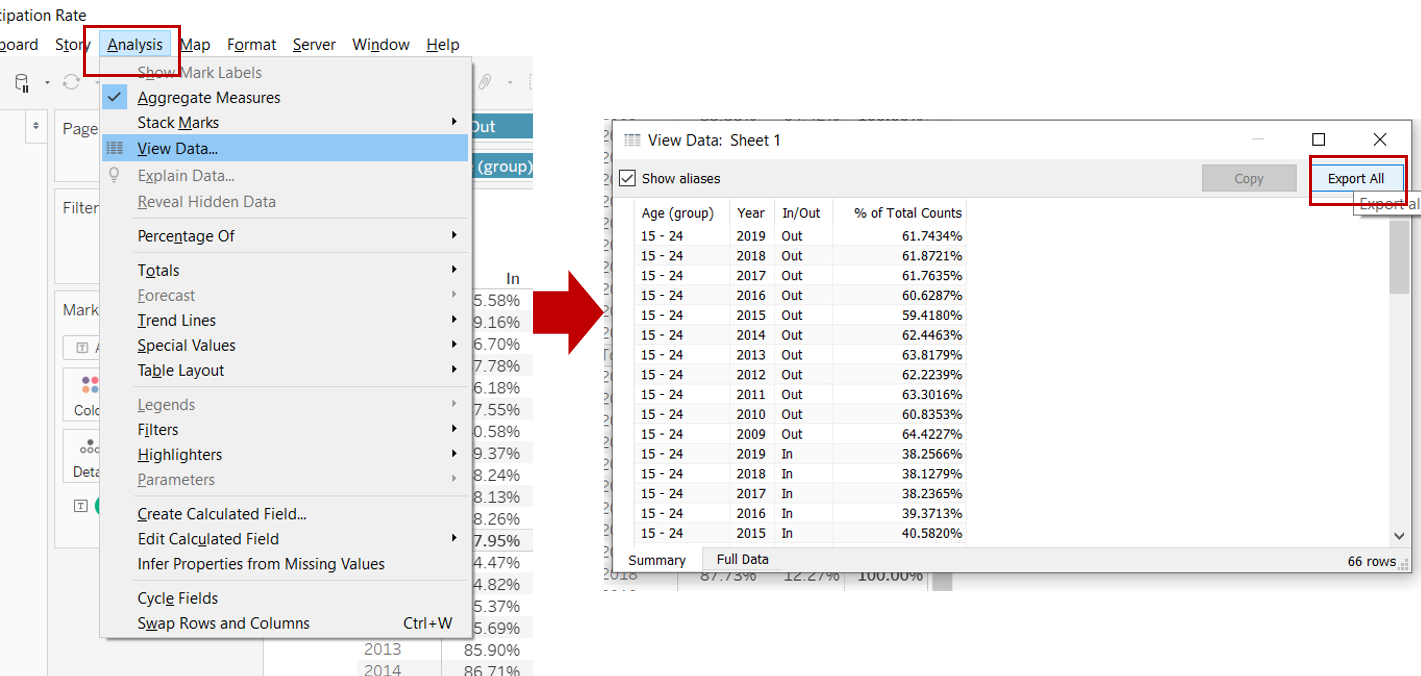 cipation Rate
board Story Analysis Map Format Server Window Help
Show Mark Labels
Aggregate Measures
Stack Marks
View Data...
Explain Data...
Reveal Hidden Data
Percentage Of
Totals
Forecast
Trend Lines
Special Values
Table Layout
Legends
Filters
Highlighters
Parameters
Create Calculated Field...
Edit Calculated Field
Infer Properties from Missing Values
Cycle Fields
Swap Rows and Columns Ctrl+W
Page
Filter
Mark
T A
Colo
Deta
T
Out
(group)
In
5.58%
9.16%
6.70%
7.78%
6.18%
7.55%
0.58%
9.37%
8.24%
8.13%
8.26%
7.95%
4.47%
4.82%
5.37%
5.69%
2013 85.90%
2014 86.71%
View Data: Sheet 1
Show aliases Copy Export All
Export al
Age (group) Year In/Out % of Total Counts
15 - 24 2019 Out 61.7434%
15 - 24 2018 Out 61.8721%
15 - 24 2017 Out 61.7635%
15 - 24 2016 Out 60.6287%
15 - 24 2015 Out 59.4180%
15 - 24 2014 Out 62.4463%
15 - 24 2013 Out 63.8179%
15 - 24 2012 Out 62.2239%
15 - 24 2011 Out 63.3016%
15 - 24 2010 Out 60.8353%
15 - 24 2009 Out 64.4227%
15 - 24 2019 In 38.2566%
15 - 24 2018 In 38.1279%
15 - 24 2017 In 38.2365%
15 - 24 2016 In 39.3713%
15 - 24 2015 In 40.5820%
Summary Full Data
66 rows
2018 87.73% 12.27% 100.00%